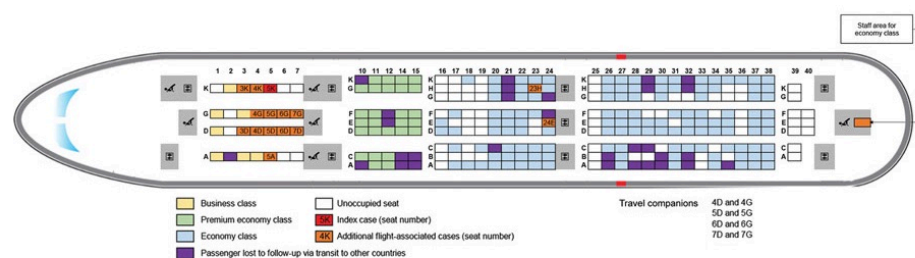 Staff area for
economy class
1 2 3 4 5 6 7
10 11 12 13 14 15
16 17 18 19 20 21 22 23 24
25 26 27 28 29 30 31 32 33 34 35 36 37 38
39 40
K 3K 4K 5K
G 4G 5G 6G 7G
D 3D 4D 5D 6D 7D
A 5A
K
G
F
E
D
C
A
K
H 23H
G
F
E 24E
D
C
B
A
K
H
G
F
E
D
C
B
A
K
G
F
E
D
C
A
Business class
Premium economy class
Economy class
Passenger lost to follow-up via transit to other countries
Unoccupied seat
5K Index case (seat number)
4K Additional flight-associated cases (seat number)
Travel companions
4D and 4G
5D and 5G
6D and 6G
7D and 7G